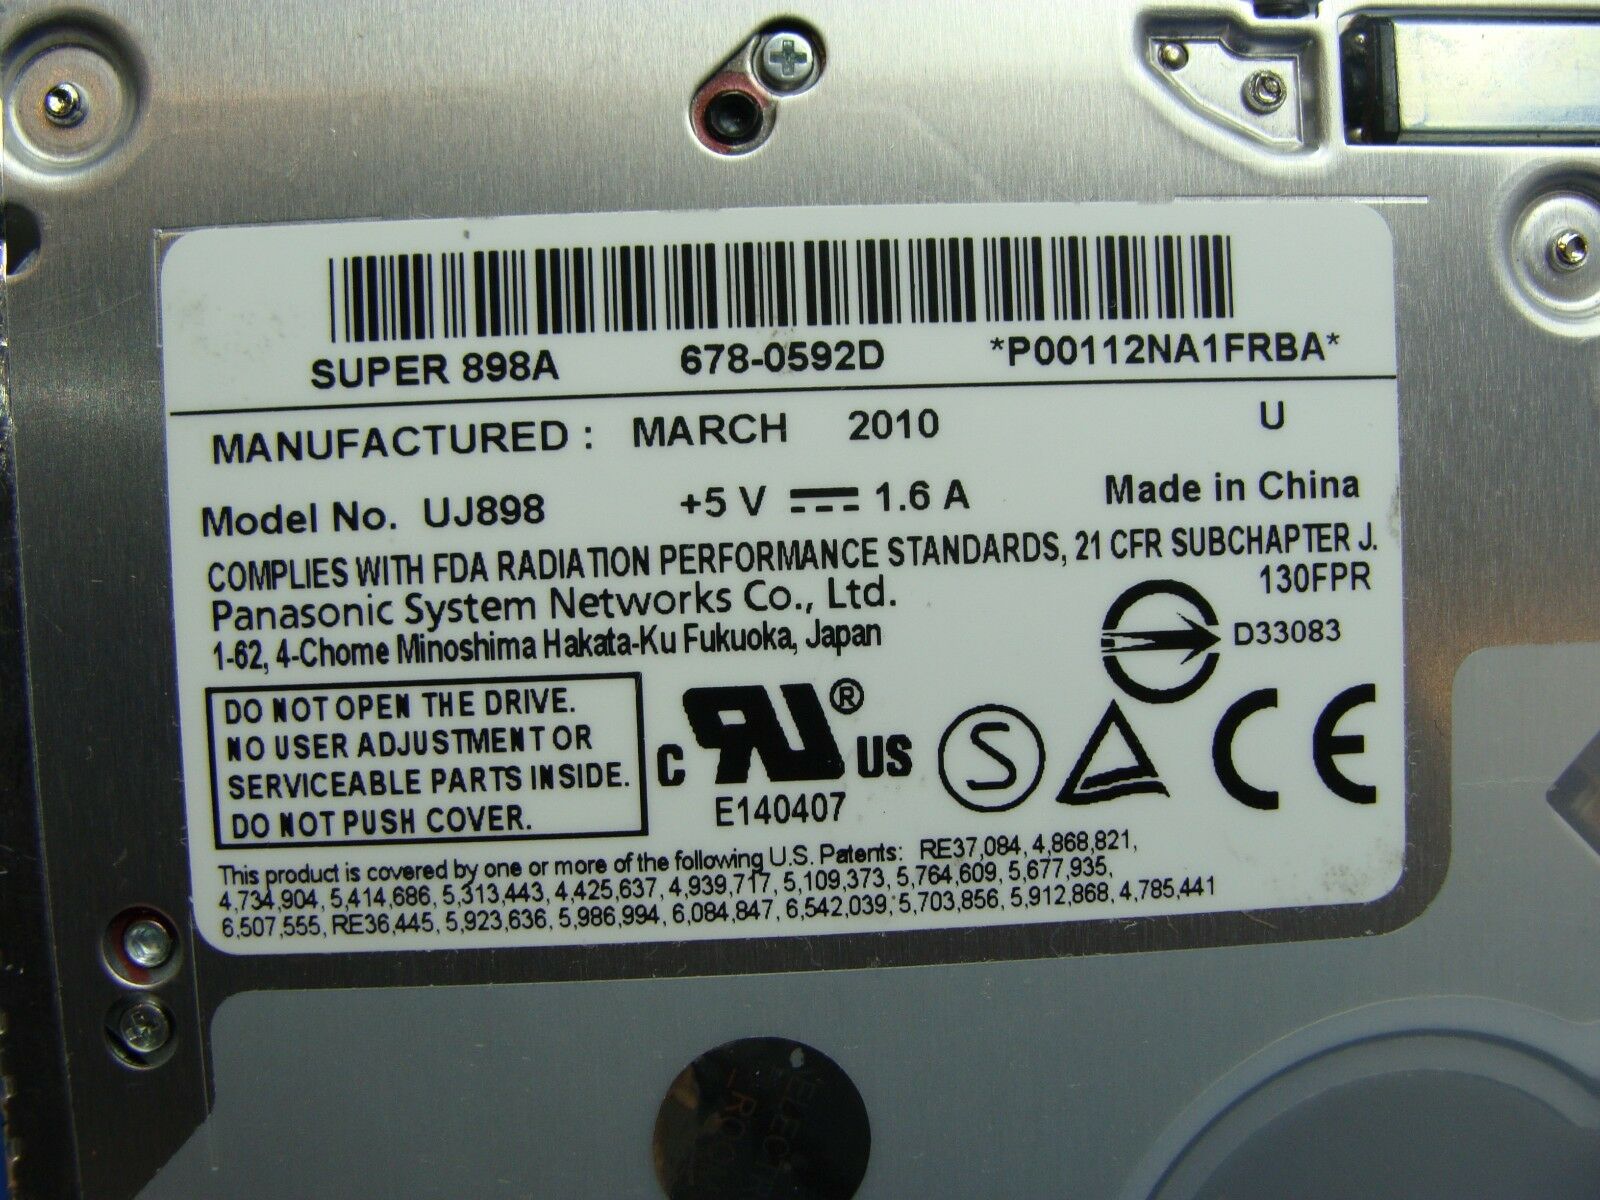 SUPER 898A 678-0592D *P00112NA1FRBA*
MANUFACTURED : MARCH 2010 U
Model No. UJ898 +5 V 1.6 A Made in China
COMPLIES WITH FDA RADIATION PERFORMANCE STANDARDS, 21 CFR SUBCHAPTER J.
Panasonic System Networks Co., Ltd. 130FPR
1-62, 4-Chome Minoshima Hakata-Ku Fukuoka, Japan D33083
DO NOT OPEN THE DRIVE.
NO USER ADJUSTMENT OR
SERVICEABLE PARTS INSIDE.
DO NOT PUSH COVER.
C RU ® US S CE
E140407
This product is covered by one or more of the following U.S. Patents: RE37,084, 4,868,821,
4,734,904, 5,414,686, 5,313,443, 4,425,637, 4,939,717, 5,109,373, 5,764,609, 5,677,935,
6,507,555, RE36,445, 5,923,636, 5,986,994, 6,084,847, 6,542,039, 5,703,856, 5,912,868, 4,785,441